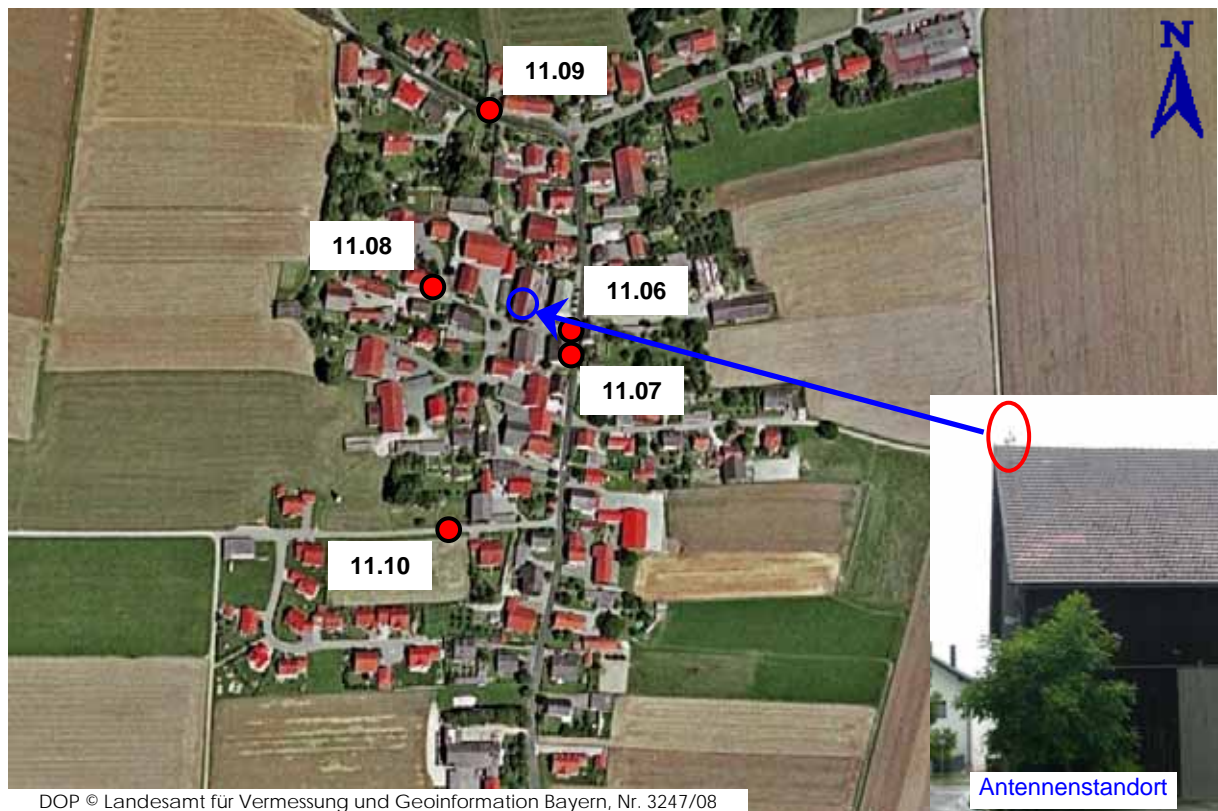 N
11.09
11.08
11.06
11.07
11.10
Antennenstandort
DOP © Landesamt für Vermessung und Geoinformation Bayern, Nr. 3247/08